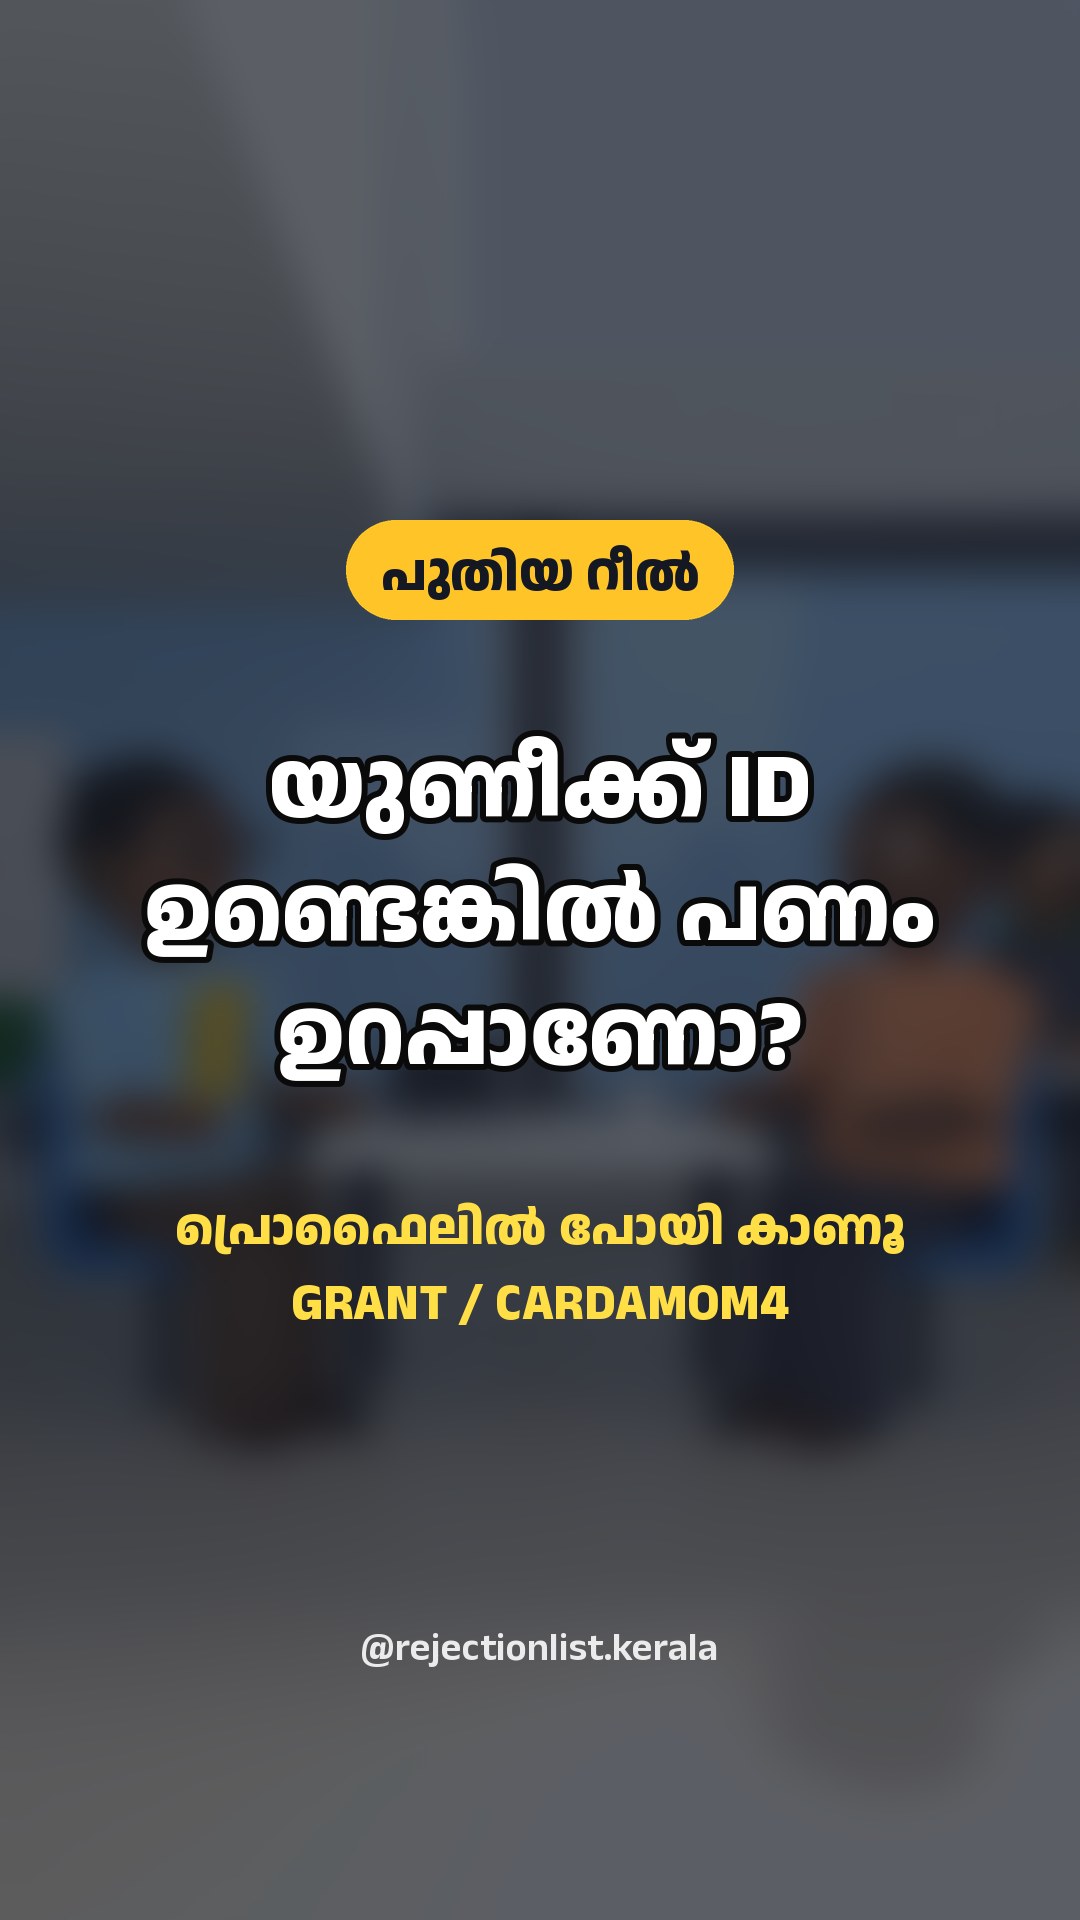 പുതിയ റീൽ
യുണീക്ക് ID
ഉണ്ടെങ്കിൽ പണം
ഉറപ്പാണോ?
പ്രൊഫൈലിൽ പോയി കാണൂ
GRANT / CARDAMOM4
@rejectionlist.kerala